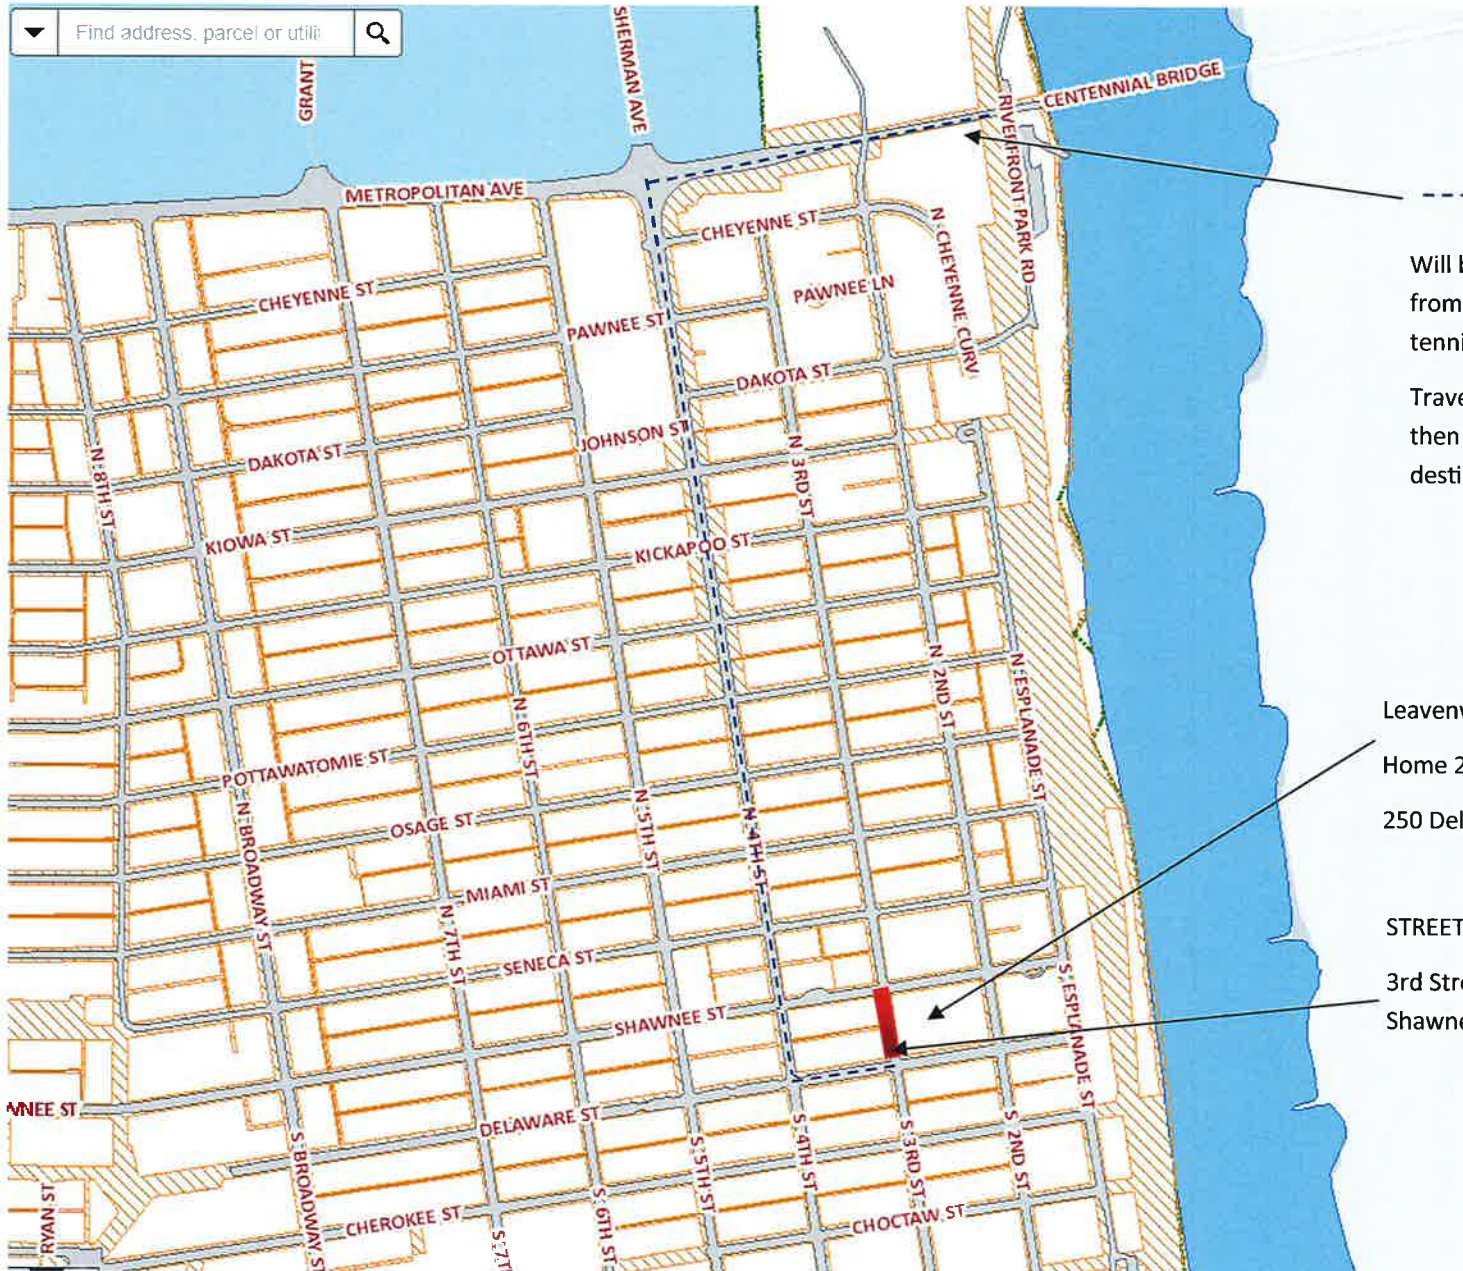 Find address, parcel or utili
GRANT
SHERMAN AVE
CENTENNIAL BRIDGE
RIVERFRONT PARK RD
METROPOLITAN AVE
CHEYENNE ST
N CHEYENNE CURV
CHEYENNE ST
PAWNEE LN
PAWNEE ST
DAKOTA ST
JOHNSON ST
DAKOTA ST
N 8TH ST
N 3RD ST
KIOWA ST
KICKAPOO ST
OTTAWA ST
N 2ND ST
N ESPLANADE ST
N 6TH ST
POTTAWATOMIE ST
N BROADWAY ST
N 5TH ST
N 4TH ST
OSAGE ST
MIAMI ST
N 7TH ST
SENECA ST
S ESPLANADE ST
SHAWNEE ST
WNEE ST
DELAWARE ST
S BROADWAY ST
S 5TH ST
S 4TH ST
S 3RD ST
S 2ND ST
RYAN ST
CHEROKEE ST
S 7T
S 6TH ST
CHOCTAW ST
Will b
from
tenni
Trave
then
desti
Leavenw
Home 2
250 Del
STREET
3rd Stre
Shawne